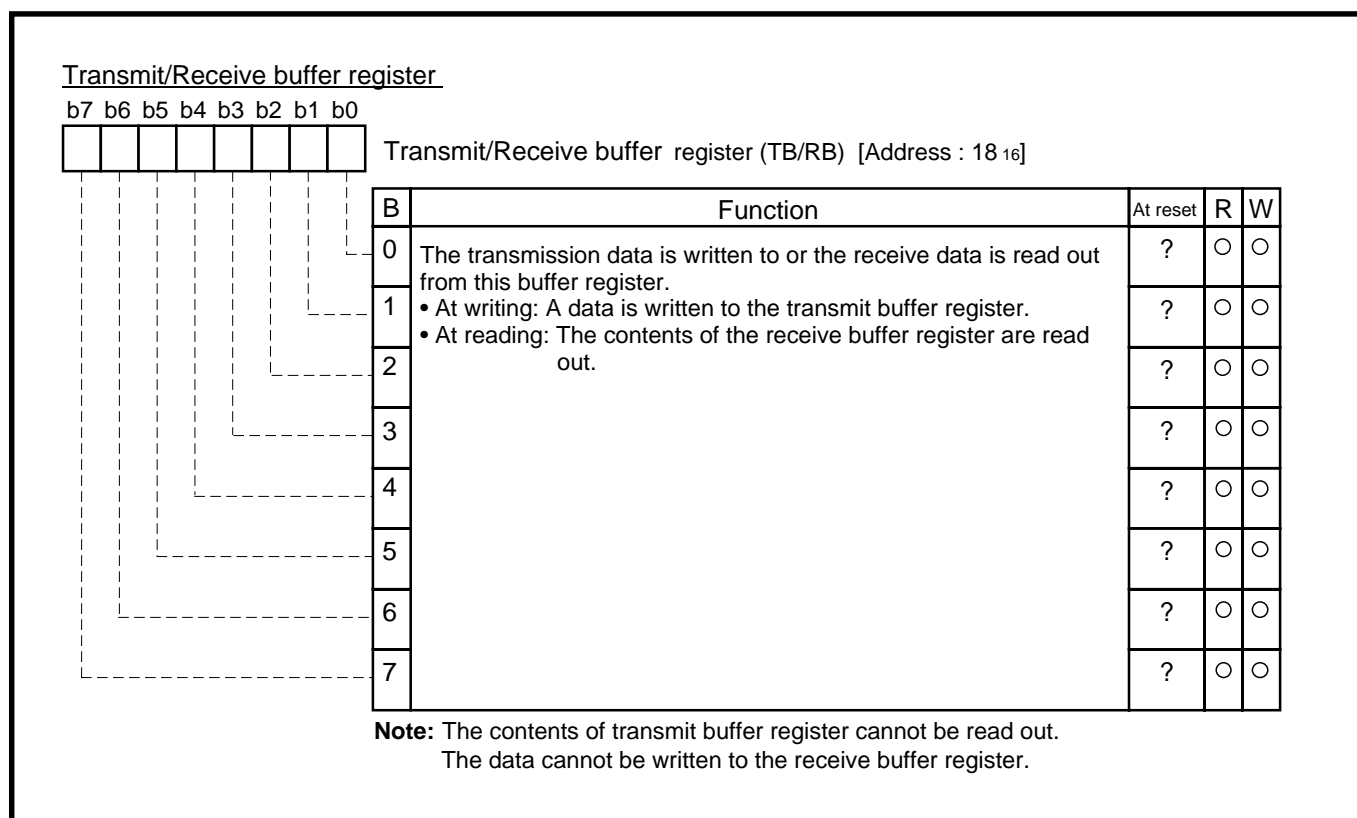 Transmit/Receive buffer register
b7 b6 b5 b4 b3 b2 b1 b0
Transmit/Receive buffer register (TB/RB) [Address : 18 16]
B Function At reset R W
0 The transmission data is written to or the receive data is read out ? ○ ○
from this buffer register.
1 • At writing: A data is written to the transmit buffer register. ? ○ ○
• At reading: The contents of the receive buffer register are read
2 out. ? ○ ○
3 ? ○ ○
4 ? ○ ○
5 ? ○ ○
6 ? ○ ○
7 ? ○ ○
Note: The contents of transmit buffer register cannot be read out.
The data cannot be written to the receive buffer register.